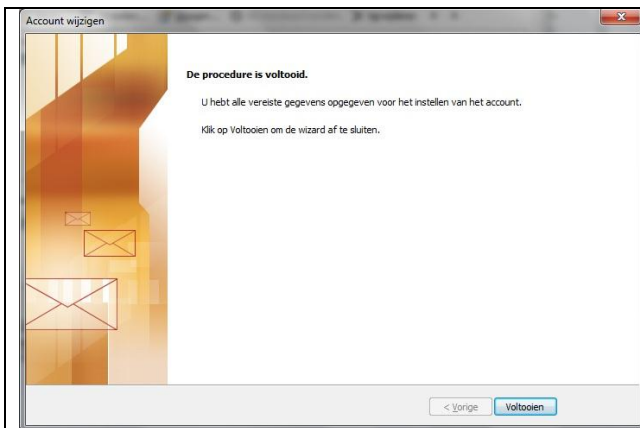 Account wijzigen
X
De procedure is voltooid.
U hebt alle vereiste gegevens opgegeven voor het instellen van het account.
Klik op Voltooien om de wizard af te sluiten.
< Vorige
Voltooien